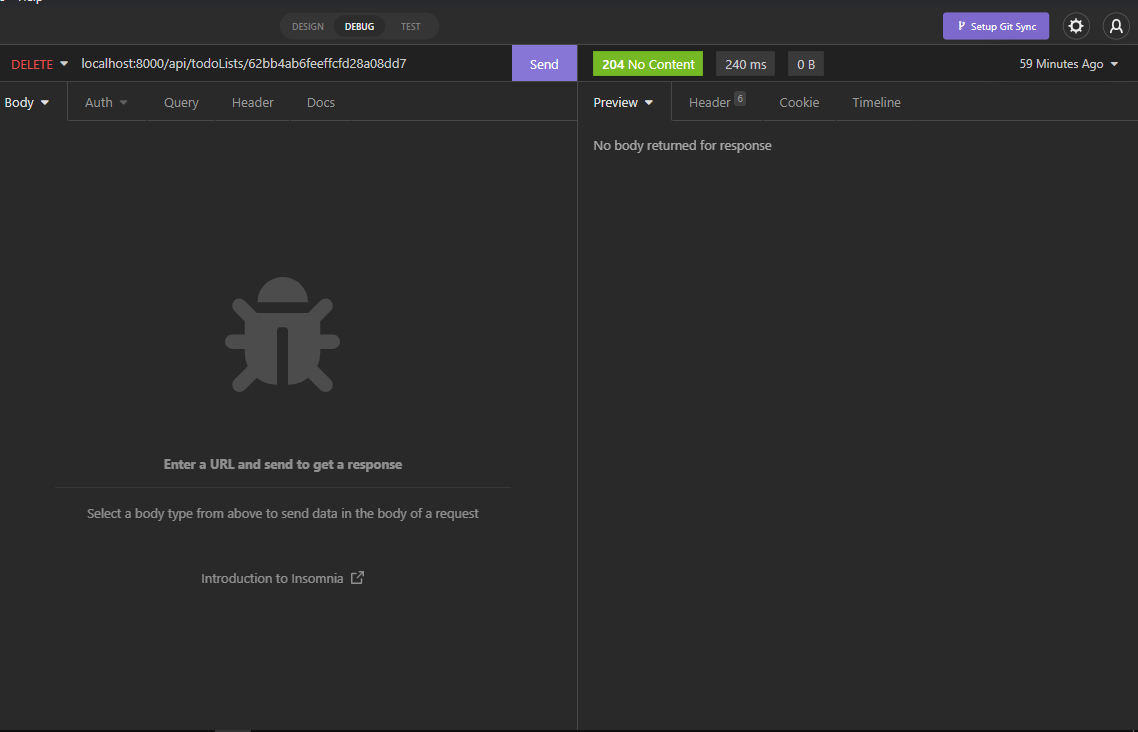 Help
DESIGN DEBUG TEST
Setup Git Sync
DELETE localhost:8000/api/todoLists/62bb4ab6feeffcfd28a08dd7 Send
204 No Content 240 ms 0 B 59 Minutes Ago
Body Auth Query Header Docs
Preview Header 6 Cookie Timeline
No body returned for response
Enter a URL and send to get a response
Select a body type from above to send data in the body of a request
Introduction to Insomnia